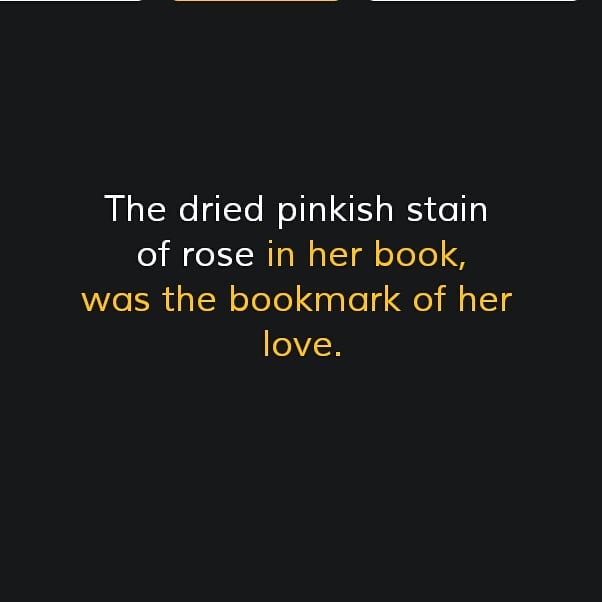 The dried pinkish stain
of rose in her book,
was the bookmark of her
love.